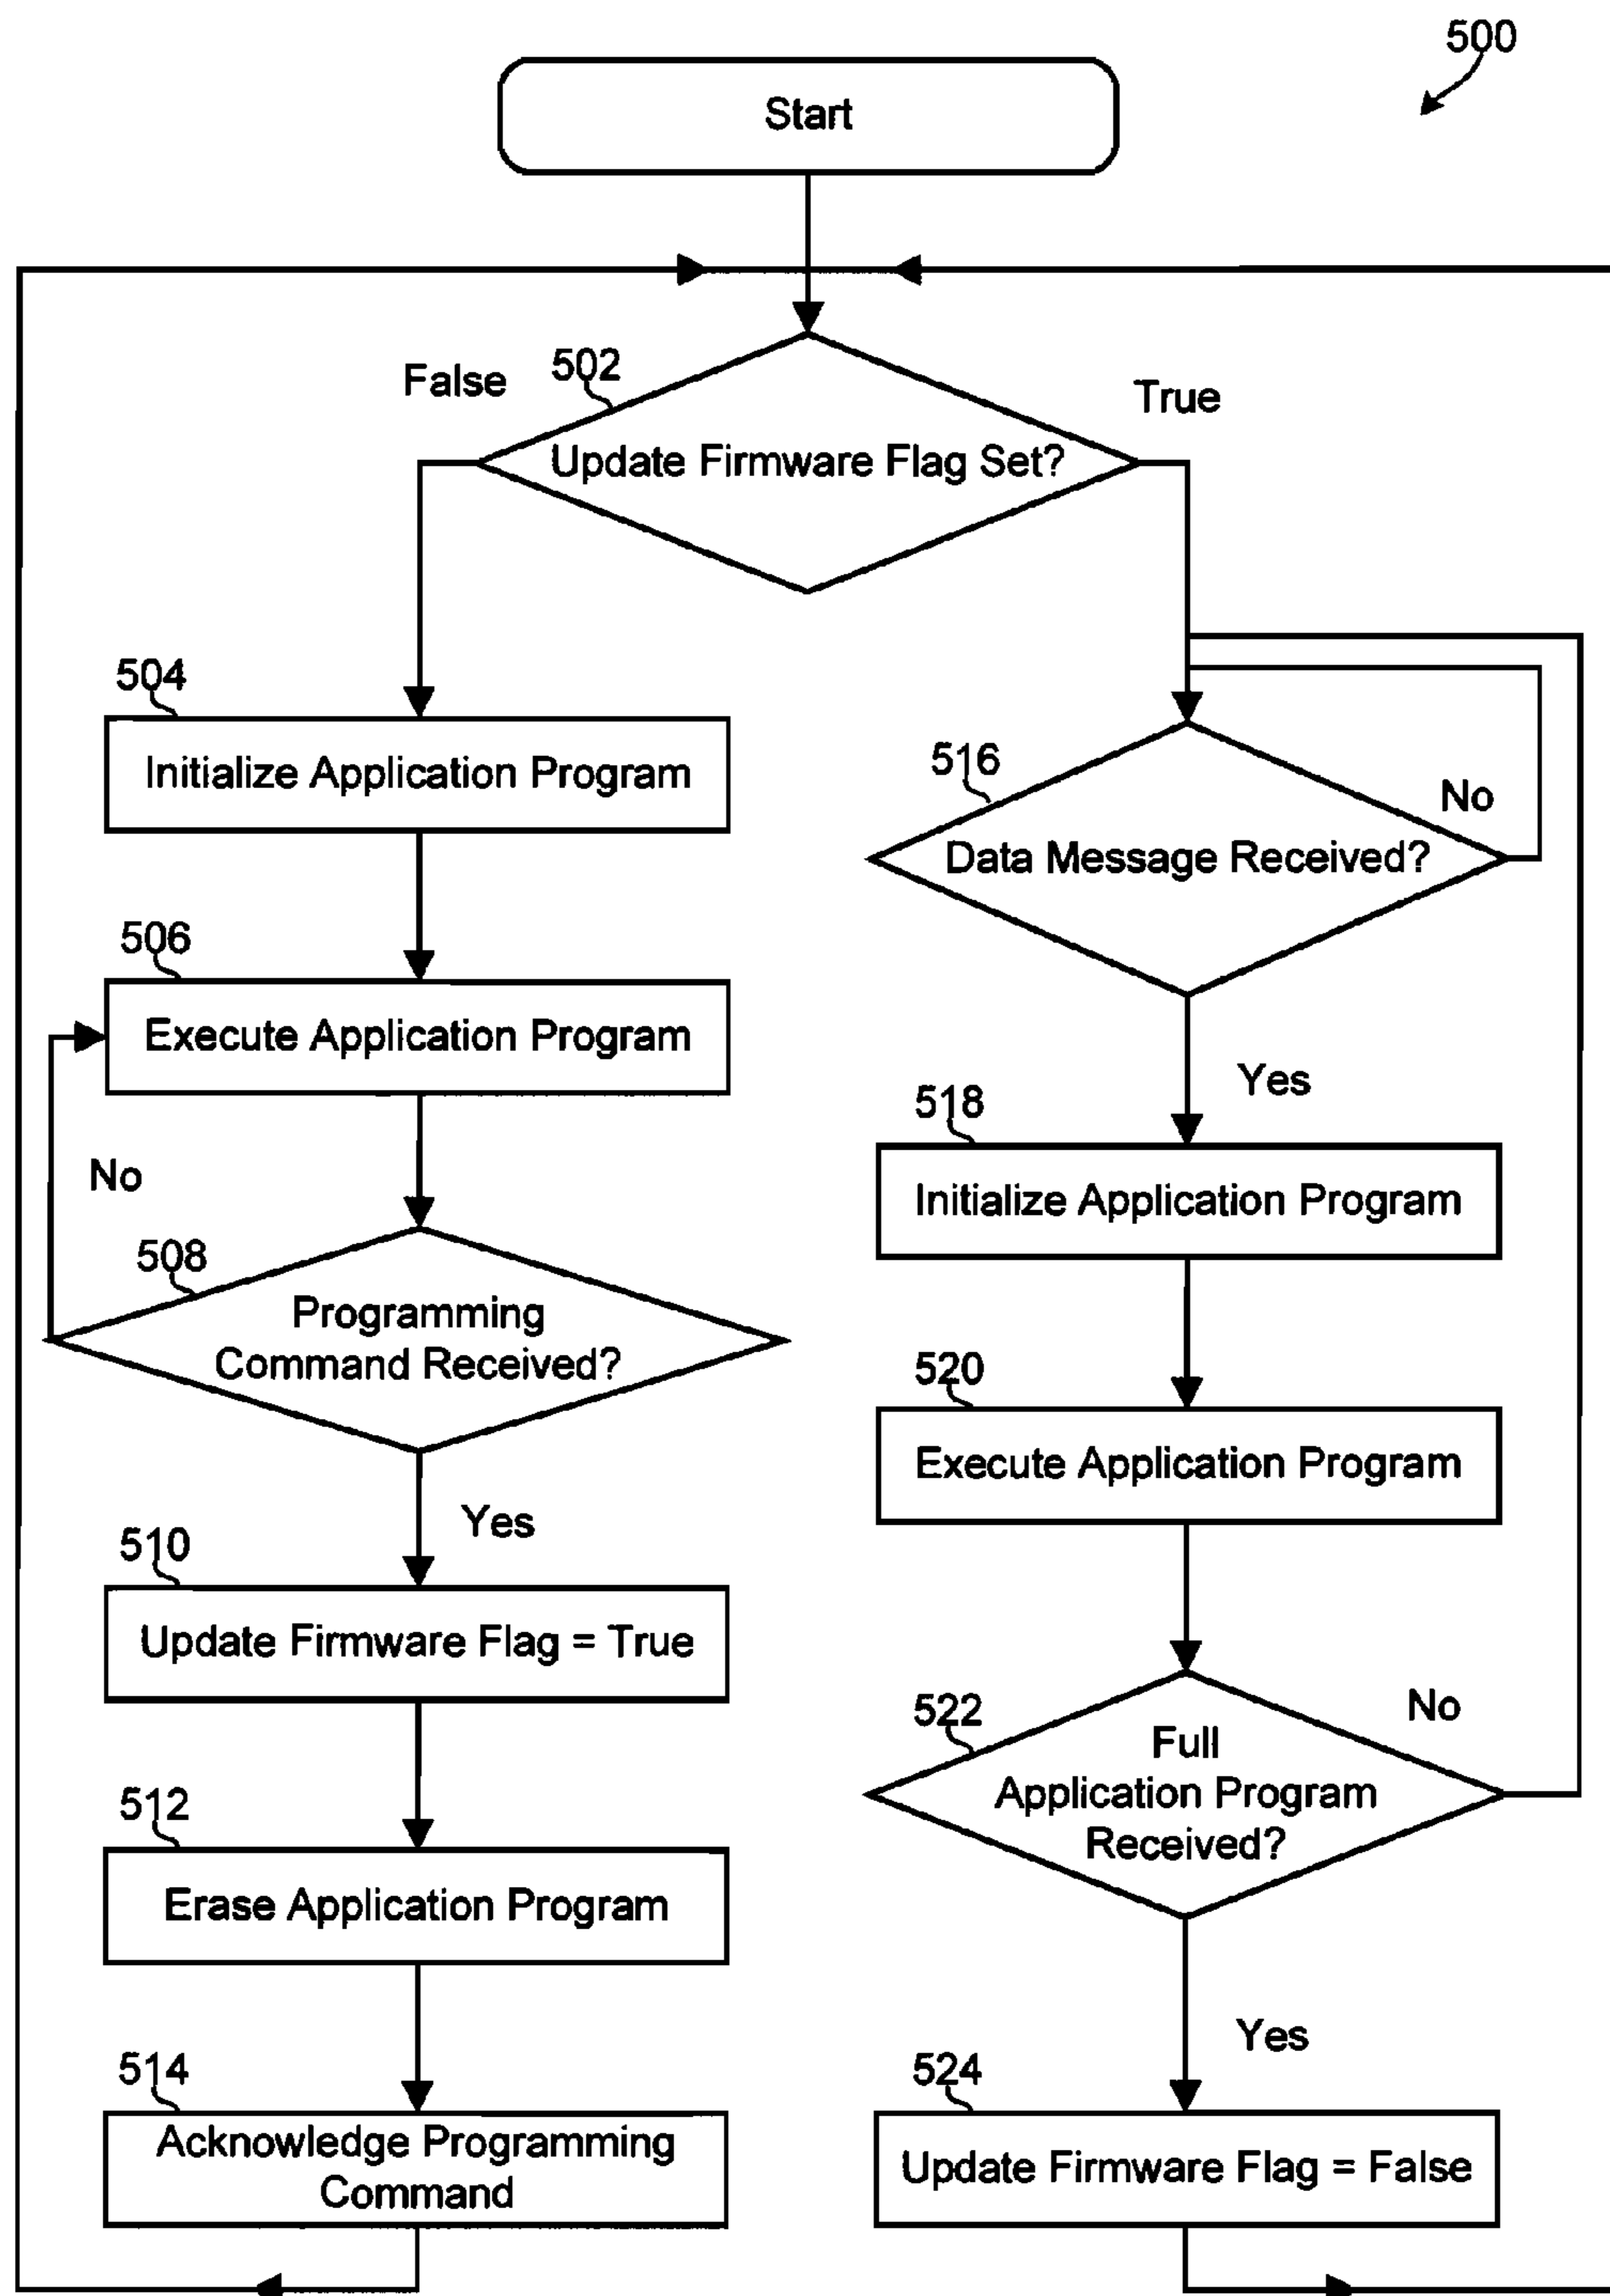 500
Start
False
502
True
Update Firmware Flag Set?
504
Initialize Application Program
506
Execute Application Program
No
508
Programming
Command Received?
Yes
510
Update Firmware Flag = True
512
Erase Application Program
514
Acknowledge Programming
Command
516
No
Data Message Received?
Yes
518
Initialize Application Program
520
Execute Application Program
522
No
Full
Application Program
Received?
Yes
524
Update Firmware Flag = False